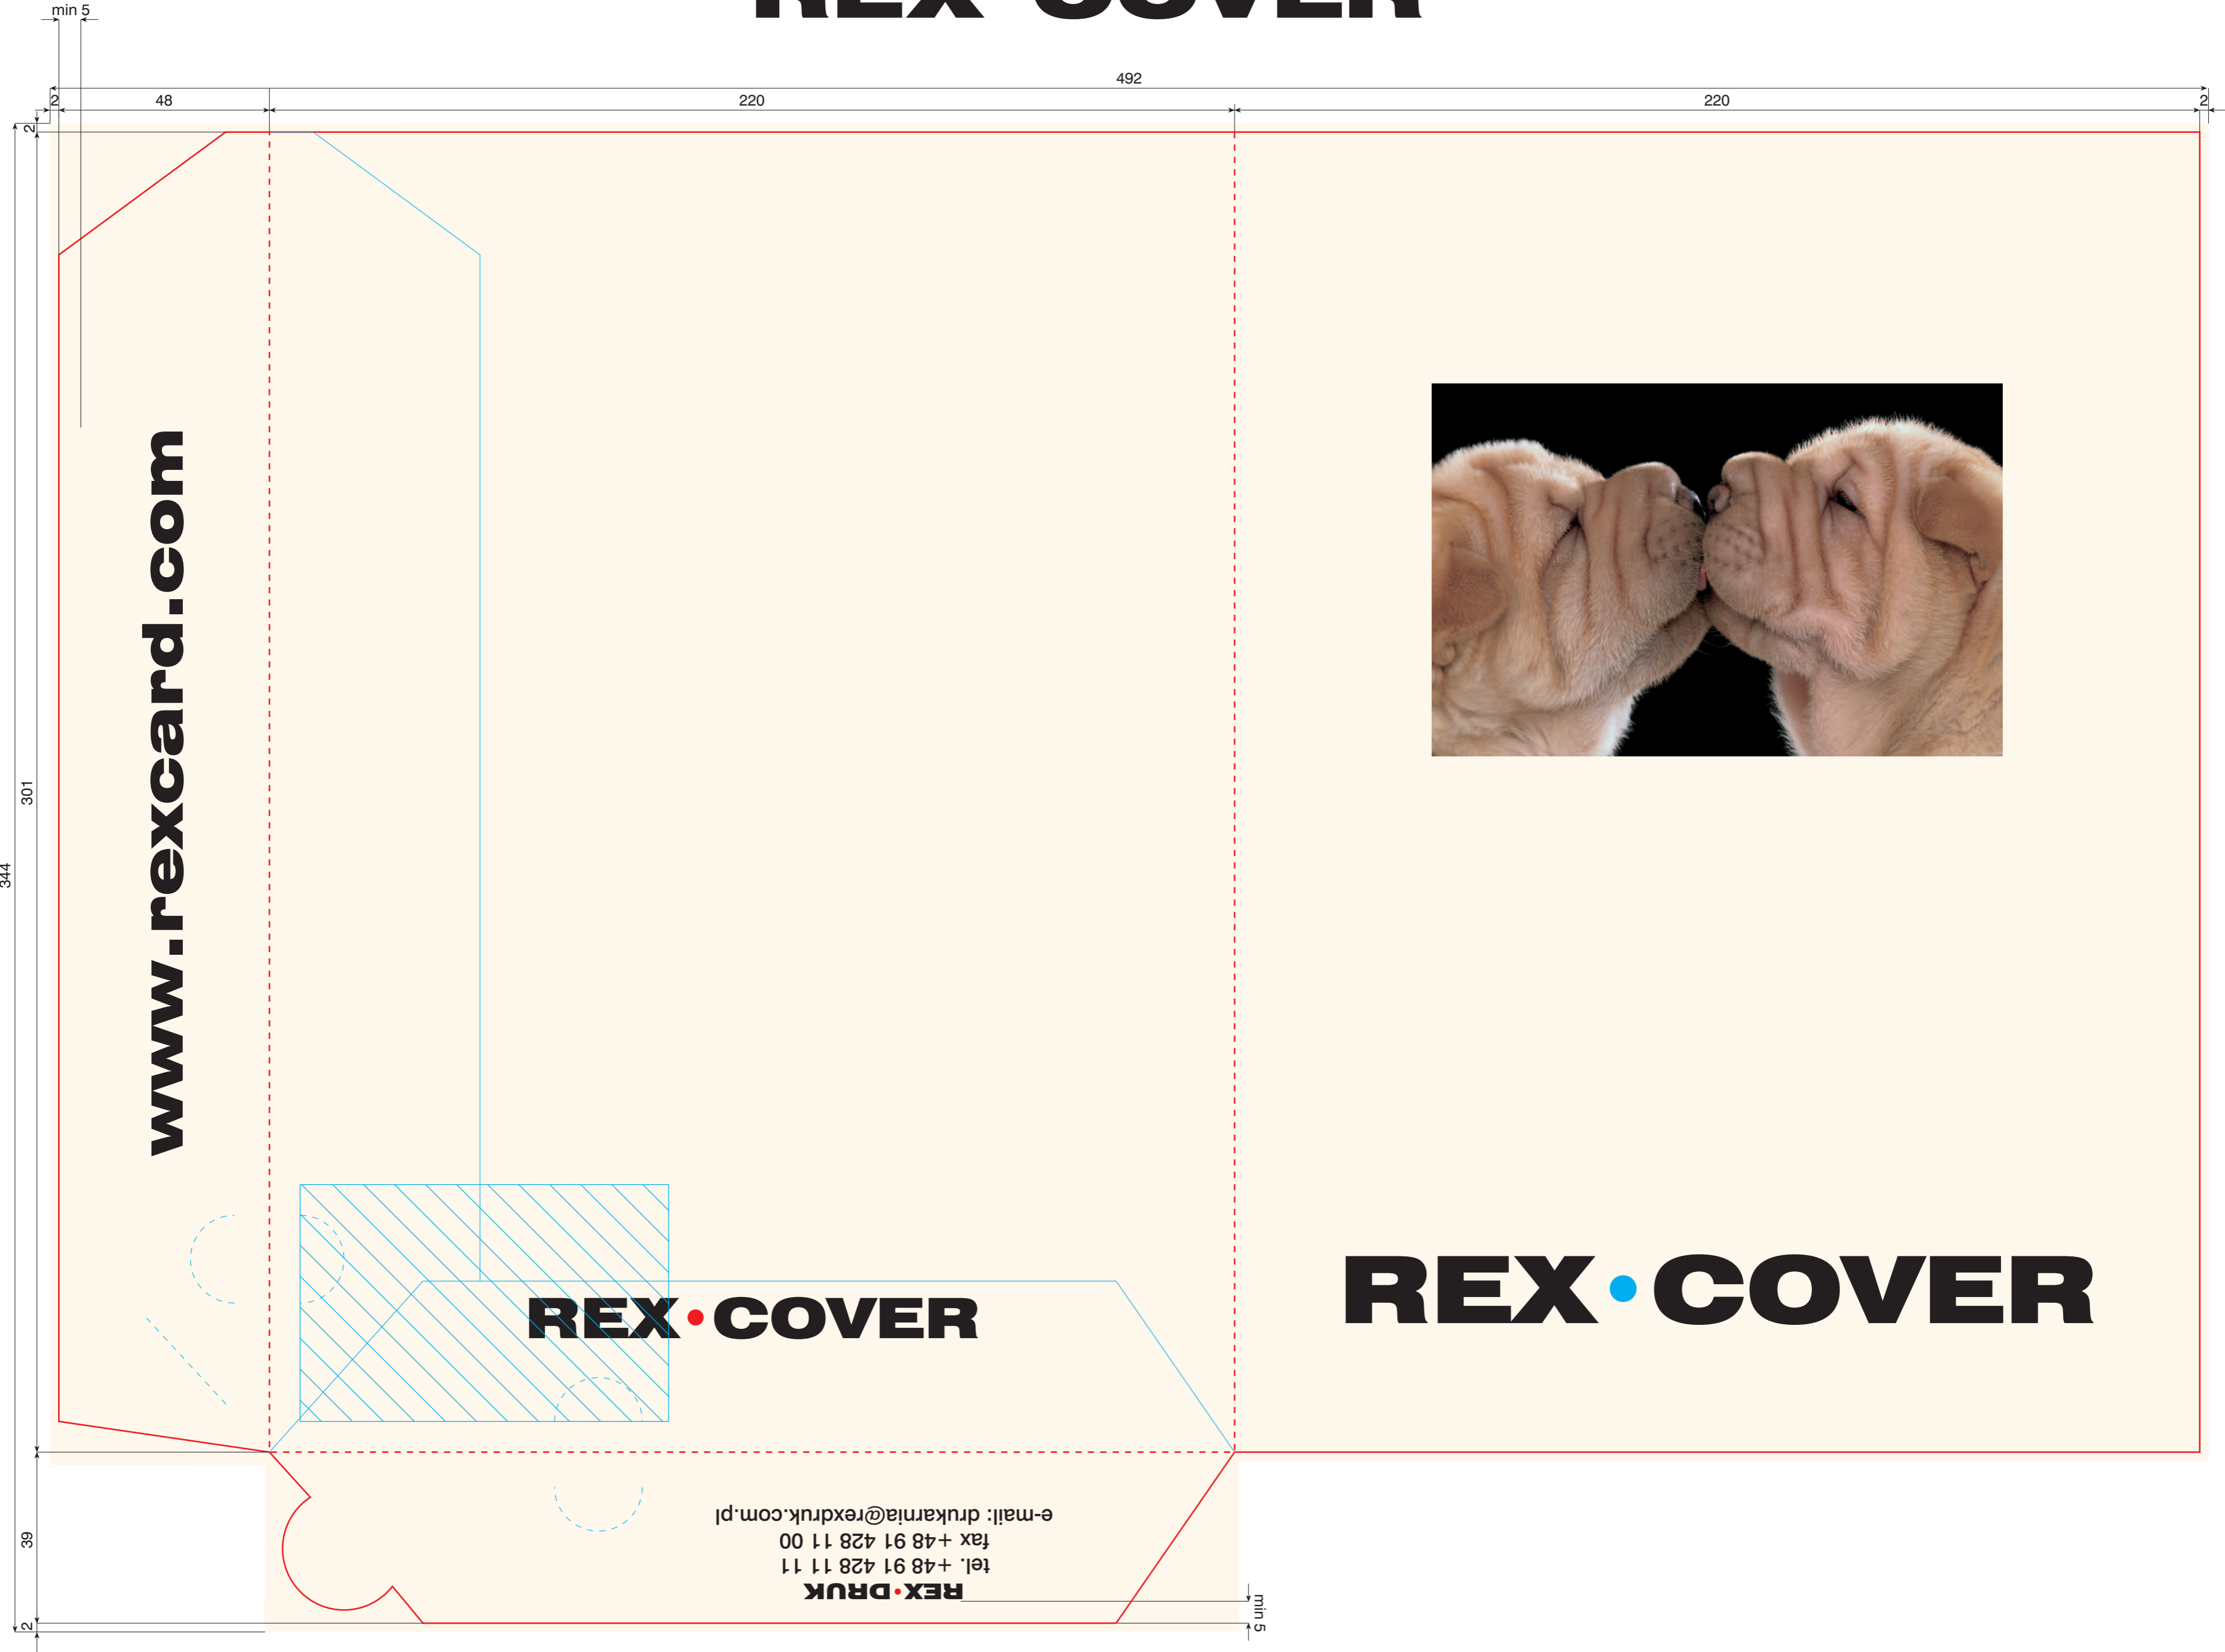 REX COVER
min 5
492
2 48 220 220 2
2
www.rexcard.com
301
344
REX•COVER
REX•COVER
e-mail: drukarnia@rexdruk.com.pl
fax +48 91 428 11 00
tel. +48 91 428 11 11
REX•DRUK
39
2
min 5